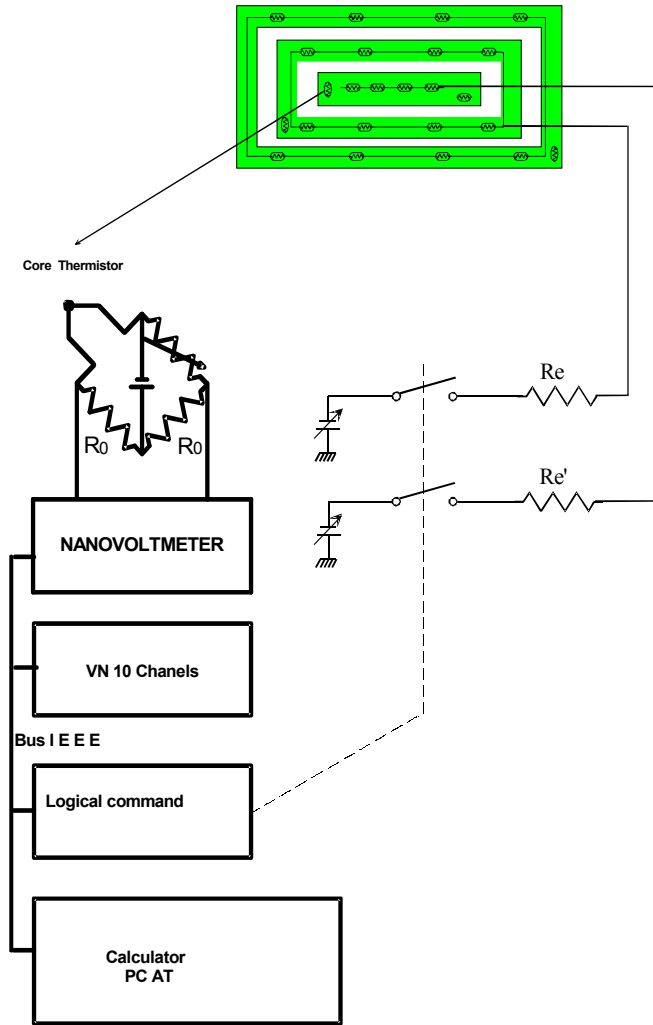 Core Thermistor
Re
R0 R0
Re'
NANOVOLTMETER
VN 10 Chanels
Bus I E E E
Logical command
Calculator
PC AT